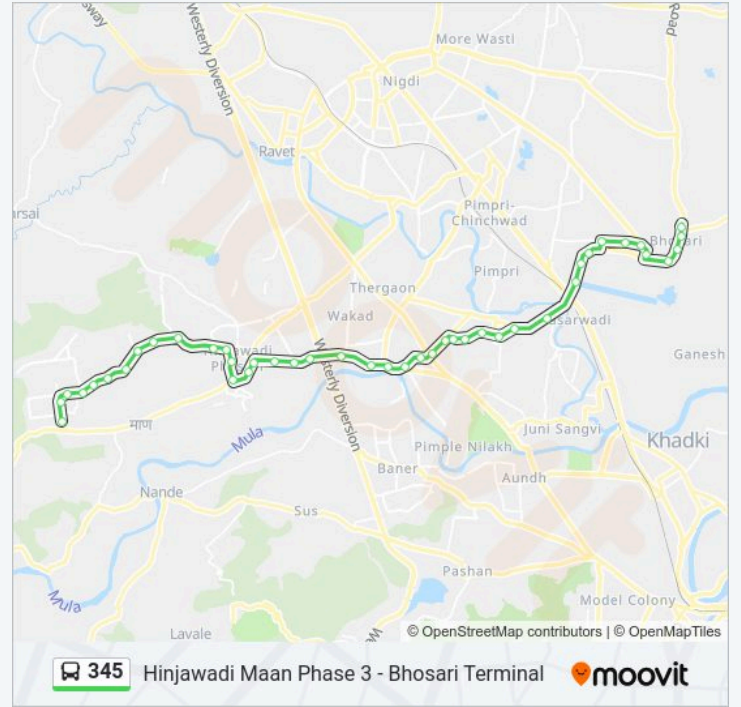 Road
More Wasti
Westerly Diversion
Nigdi
Ravet
Pimpri-
Chinchwad
Bhosari
Pimpri
Thergaon
Wakad
Ganesh
Westerly Diversion
माण
Juni Sangvi
Khadki
Mula
Pimple Nilakh
Baner
Aundh
Nande
Sus
Pashan
Mula
Model Colony
Lavale
© OpenStreetMap contributors | © OpenMapTiles
345 Hinjawadi Maan Phase 3 - Bhosari Terminal moovit